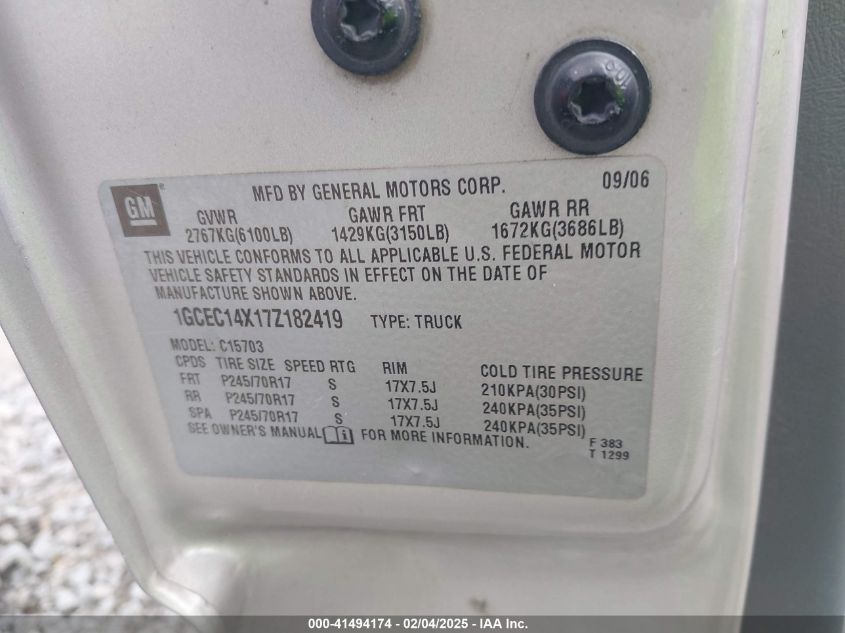 GM
MFD BY GENERAL MOTORS CORP. 09/06
GVWR GAWR FRT GAWR RR
2767KG(6100LB) 1429KG(3150LB) 1672KG(3686LB)
THIS VEHICLE CONFORMS TO ALL APPLICABLE U.S. FEDERAL MOTOR
VEHICLE SAFETY STANDARDS IN EFFECT ON THE DATE OF
MANUFACTURE SHOWN ABOVE.
1GCEC14X17Z182419 TYPE: TRUCK
MODEL: C15703
CPDS TIRE SIZE SPEED RTG RIM COLD TIRE PRESSURE
FRT P245/70R17 S 17X7.5J 210KPA(30PSI)
RR P245/70R17 S 17X7.5J 240KPA(35PSI)
SPA P245/70R17 S 17X7.5J 240KPA(35PSI)
SEE OWNER'S MANUAL FOR MORE INFORMATION.
F 383
T 1299
000-41494174 - 02/04/2025 - IAA Inc.